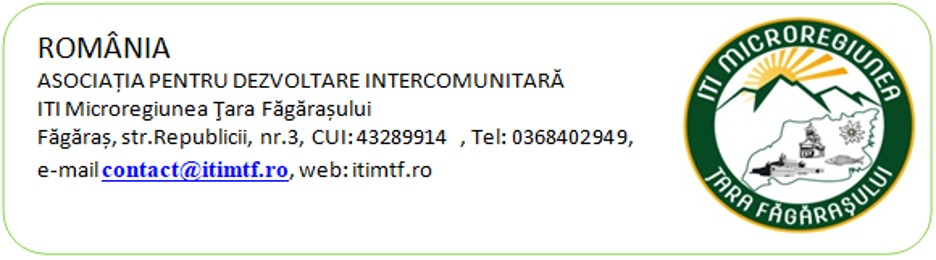 ROMÂNIA
ASOCIAȚIA PENTRU DEZVOLTARE INTERCOMUNITARĂ
ITI Microregiunea Ţara Făgărașului
Făgăraș, str.Republicii, nr.3, CUI: 43289914 , Tel: 0368402949,
e-mail contact@itimtf.ro, web: itimtf.ro
ITI MICROREGIUNEA
ȚARA FĂGĂRAȘULUI